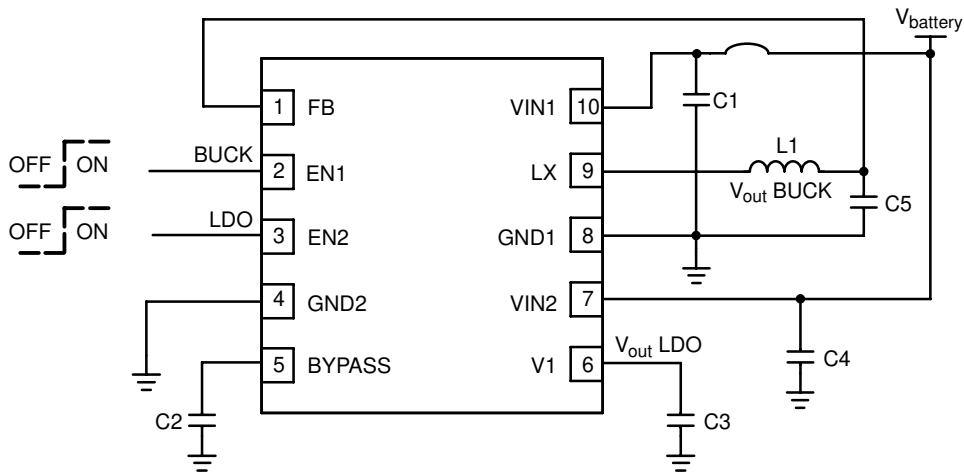 V_battery
1 FB
VIN1 10
C1
OFF ON
BUCK
2 EN1
LX 9
L1
V_out BUCK
C5
OFF ON
LDO
3 EN2
GND1 8
4 GND2
VIN2 7
5 BYPASS
V1 6
V_out LDO
C4
C2
C3